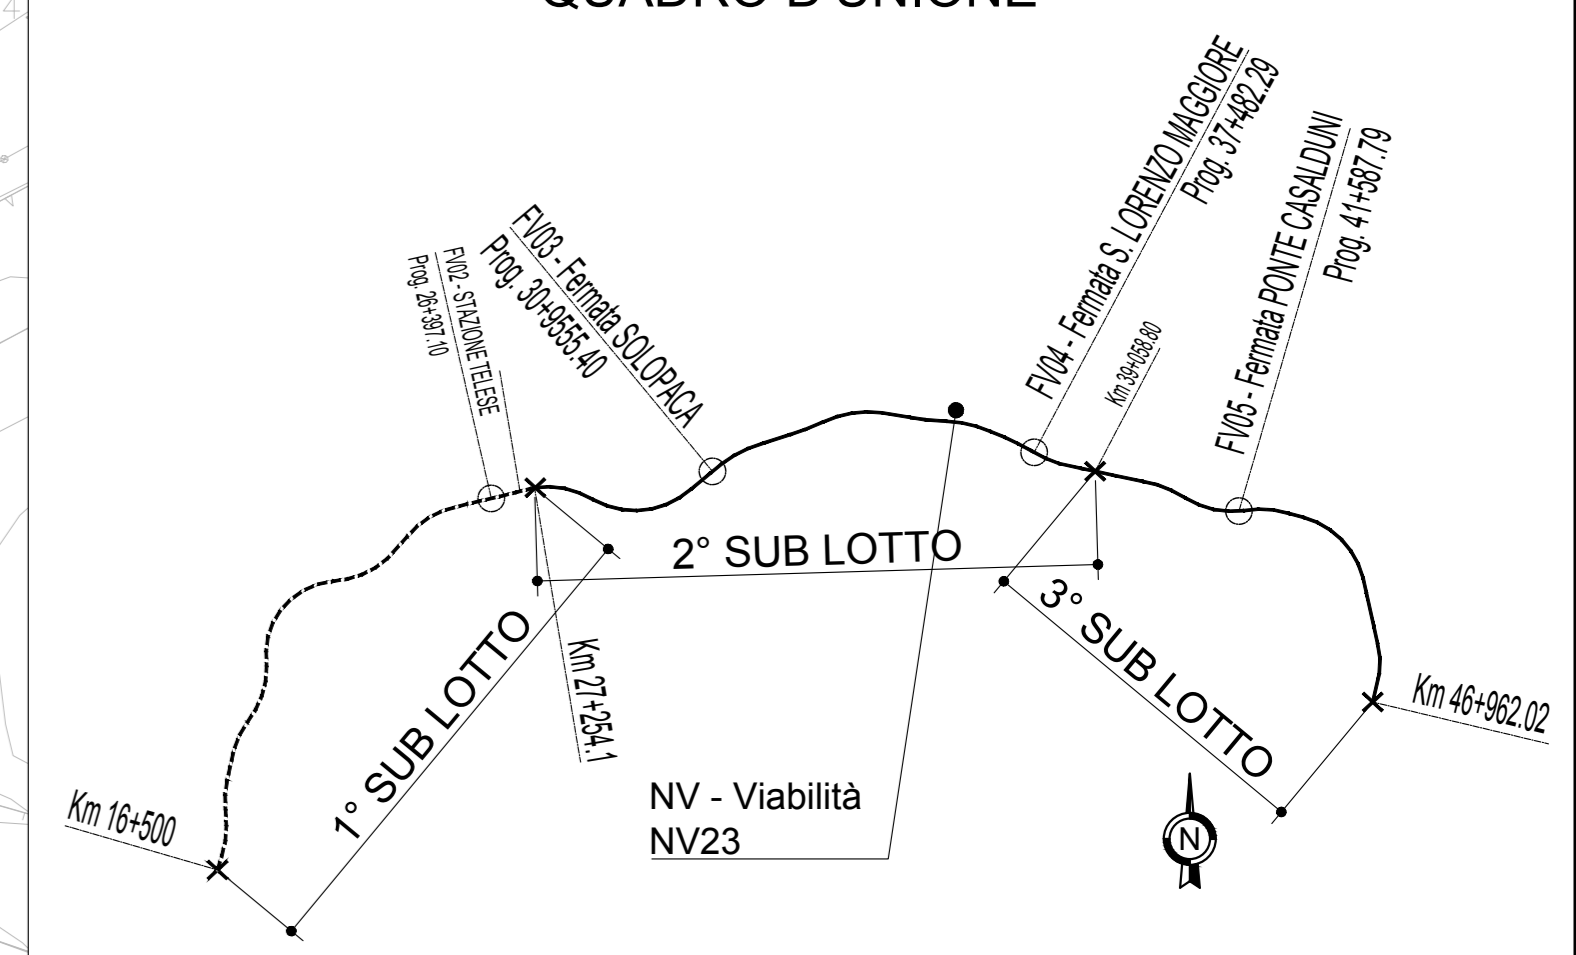 QUADRO D'UNIONE
FV04 - Fermata S. LORENZO MAGGIORE
Prog. 37+482.29
FV05 - Fermata PONTE CASALDUNI
Prog. 41+587.79
FV03 - Fermata SOLOPACA
Prog. 30+9555.40
FV02 - STAZIONE TELESE
Prog. 26+397.10
Km 39+058.80
2° SUB LOTTO
3° SUB LOTTO
1° SUB LOTTO
Km 27+254.1
Km 46+962.02
NV - Viabilità
NV23
Km 16+500
N